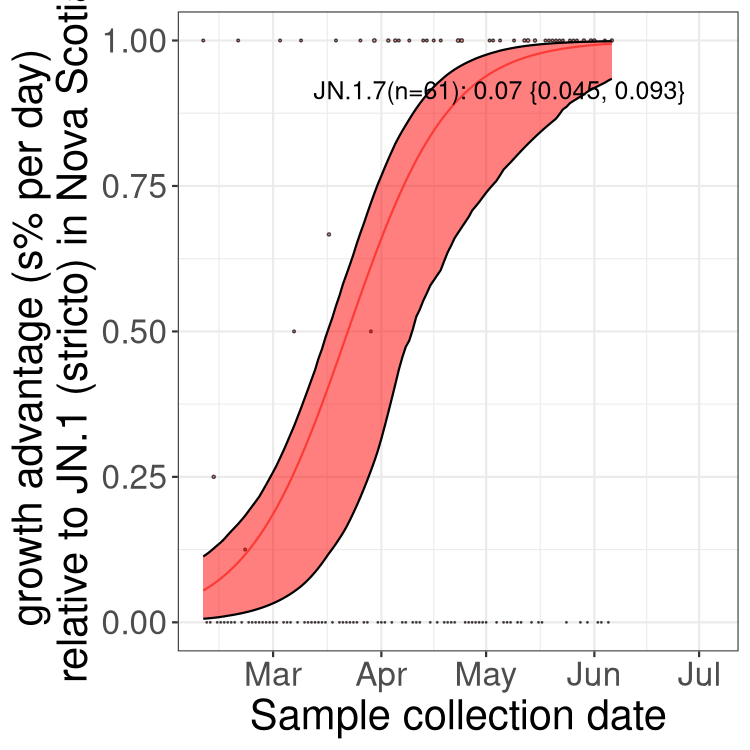 growth advantage (s% per day)
relative to JN.1 (stricto) in Nova Scotia
1.00
0.75
0.50
0.25
0.00
JN.1.7(n=61): 0.07 {0.045, 0.093}
Mar Apr May Jun Jul
Sample collection date